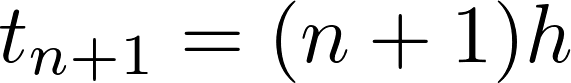 t_{n+1} = (n + 1)h